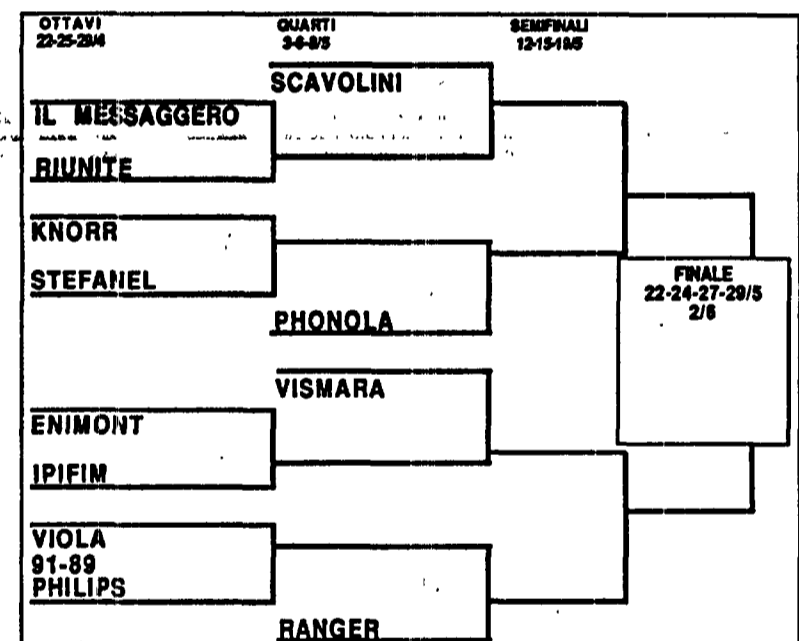 OTTAVI
22-25-29/4
QUARTI
3-6-8/5
SEMIFINALI
12-15-19/5
SCAVOLINI
IL MESSAGGERO
RIUNITE
KNORR
STEFANEL
PHONOLA
FINALE
22-24-27-29/5
2/6
VISMARA
ENIMONT
IPIFIM
VIOLA
91-89
PHILIPS
RANGER